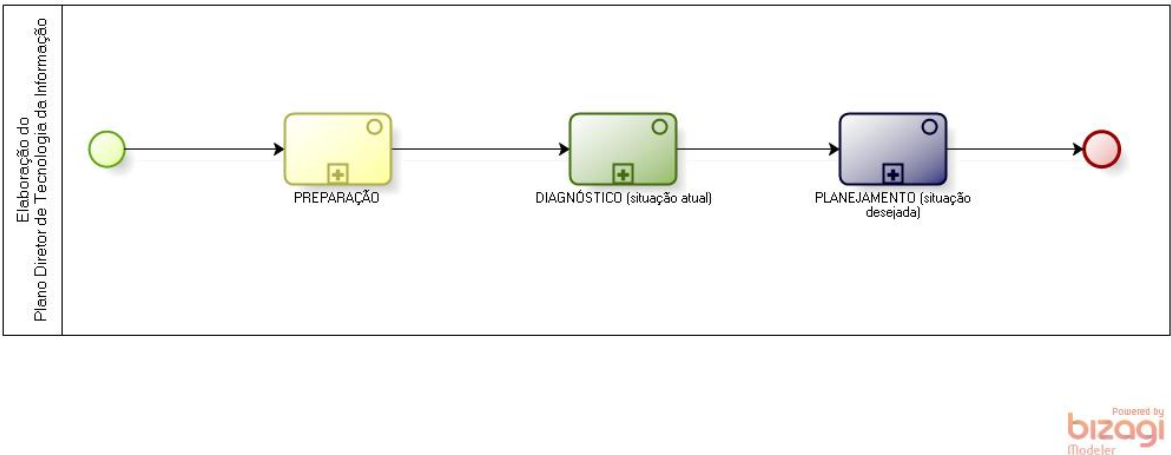 Elaboração do
Plano Diretor de Tecnologia da Informação
PREPARAÇÃO
DIAGNÓSTICO (situação atual)
PLANEJAMENTO (situação
desejada)
Powered by
bizagi
Modeler